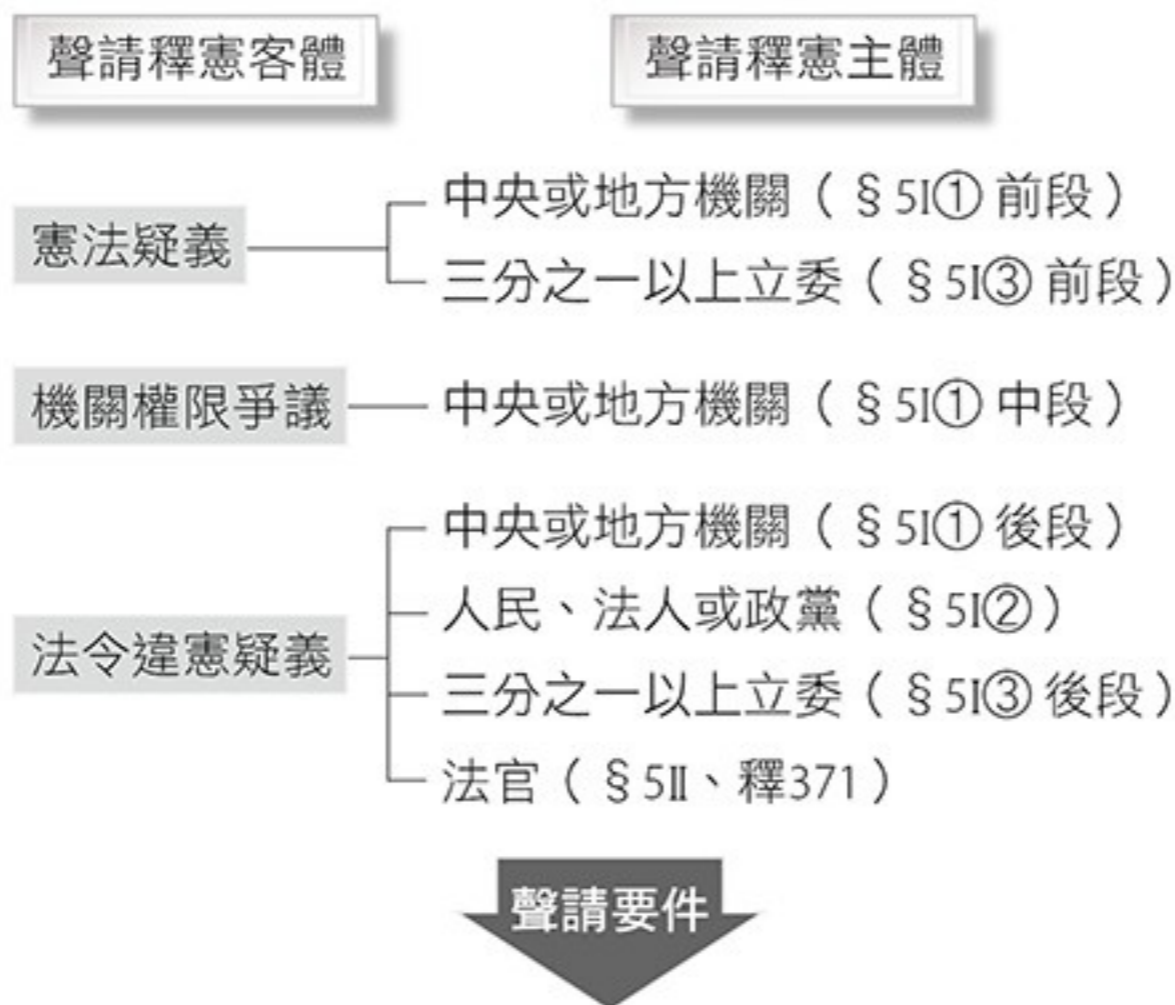 聲請釋憲客體
聲請釋憲主體
憲法疑義
中央或地方機關（§5I① 前段）
三分之一以上立委（§5I③ 前段）
機關權限爭議
中央或地方機關（§5I① 中段）
法令違憲疑義
中央或地方機關（§5I① 後段）
人民、法人或政黨（§5I②）
三分之一以上立委（§5I③ 後段）
法官（§5II、釋371）
聲請要件